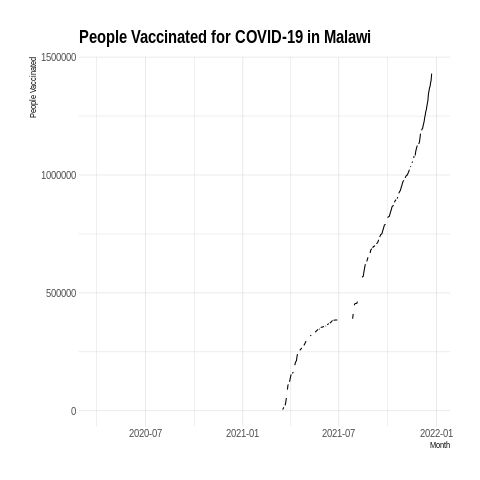 People Vaccinated for COVID-19 in Malawi
People Vaccinated
1500000
1000000
500000
0
2020-07
2021-01
2021-07
2022-01
Month